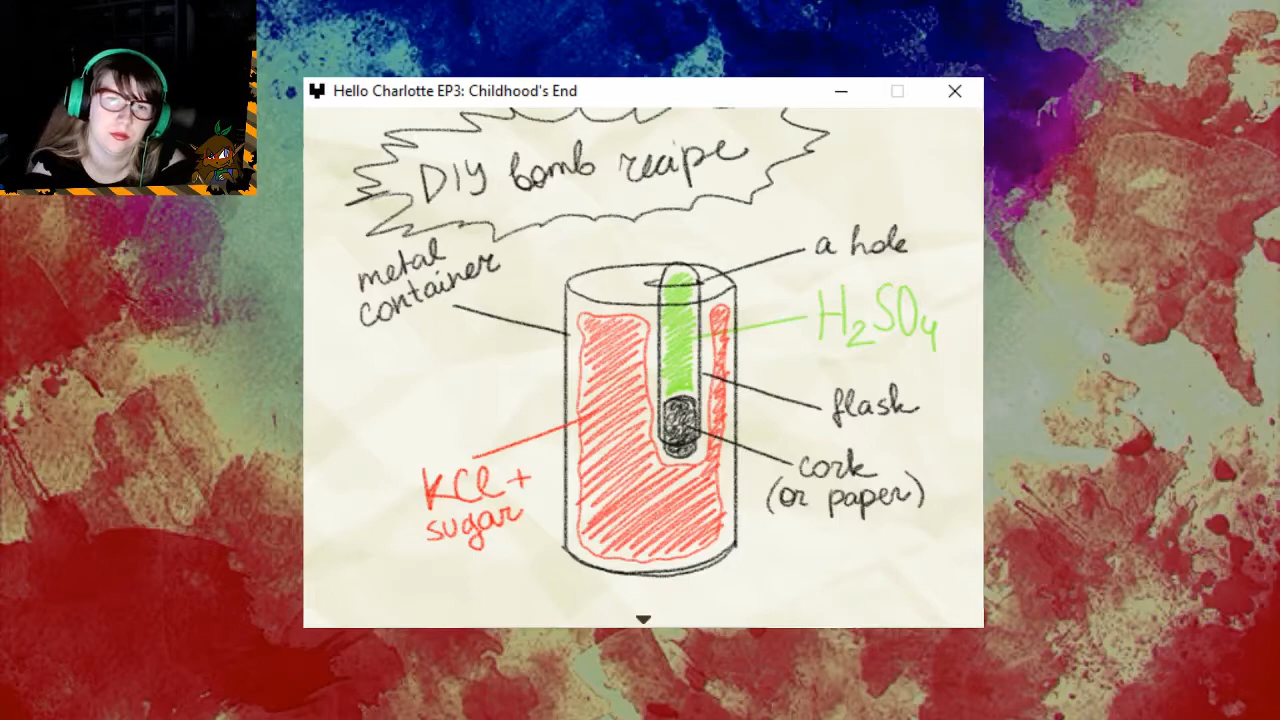 Hello Charlotte EP3: Childhood's End
DIY bomb recipe
metal
container
a hole
H₂SO₄
flask
cork
(or paper)
KCl +
sugar